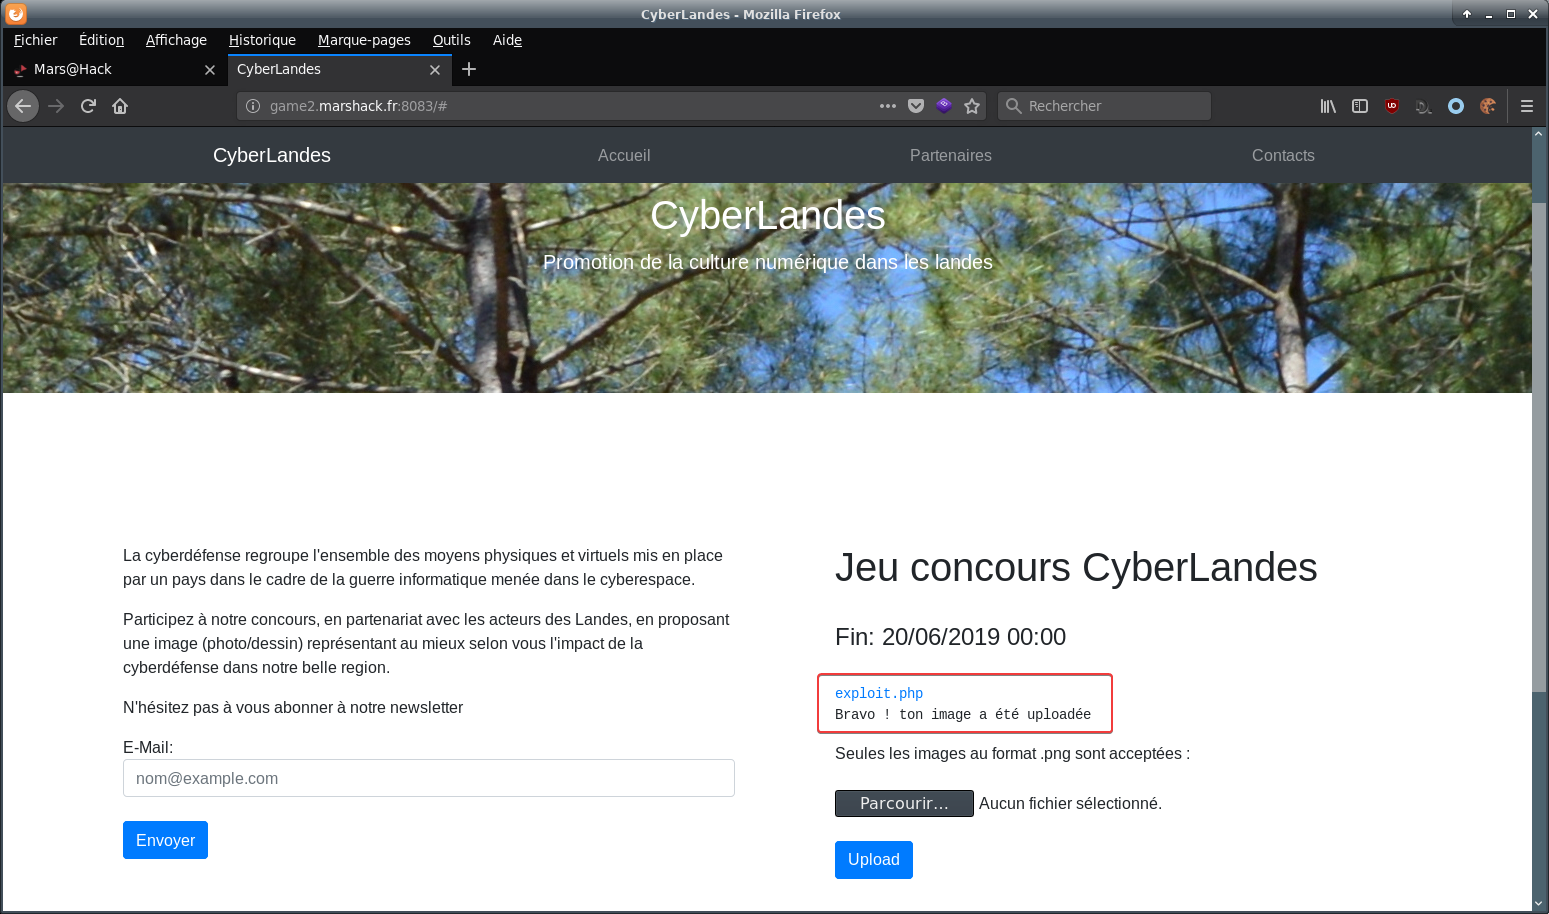 CyberLandes - Mozilla Firefox
Fichier Édition Affichage Historique Marque-pages Outils Aide
Mars@Hack CyberLandes
game2.marshack.fr:8083/# Rechercher
CyberLandes Accueil Partenaires Contacts
CyberLandes
Promotion de la culture numérique dans les landes
La cyberdéfense regroupe l'ensemble des moyens physiques et virtuels mis en place
par un pays dans le cadre de la guerre informatique menée dans le cyberespace.
Participez à notre concours, en partenariat avec les acteurs des Landes, en proposant
une image (photo/dessin) représentant au mieux selon vous l'impact de la
cyberdéfense dans notre belle region.
N'hésitez pas à vous abonner à notre newsletter
E-Mail:
nom@example.com
Envoyer
Jeu concours CyberLandes
Fin: 20/06/2019 00:00
exploit.php
Bravo ! ton image a été uploadée
Seules les images au format .png sont acceptées :
Parcourir... Aucun fichier sélectionné.
Upload